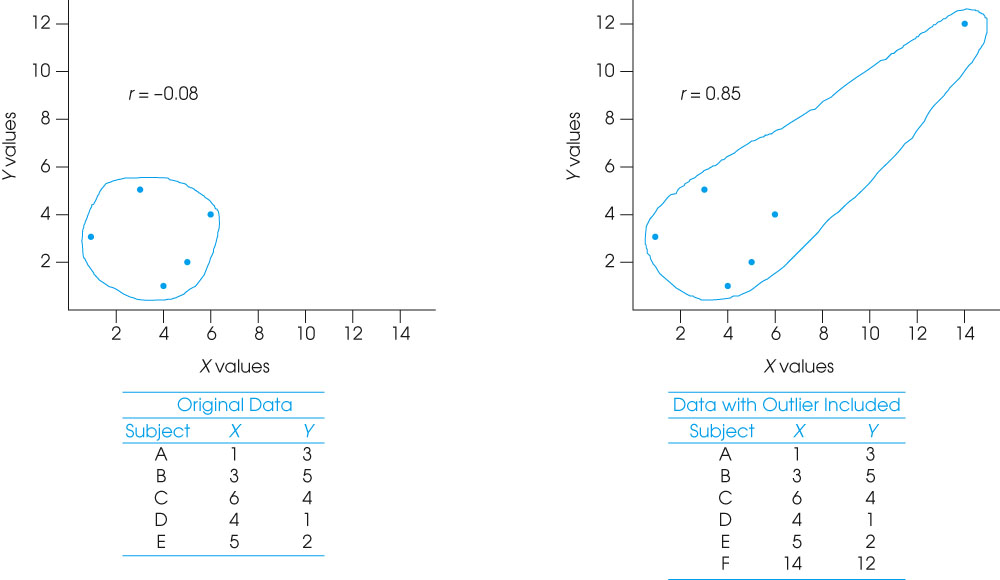 12
10
8
6
4
2
Y values
r = –0.08
2 4 6 8 10 12 14
X values
Original Data
Subject X Y
A 1 3
B 3 5
C 6 4
D 4 1
E 5 2
12
10
8
6
4
2
Y values
r = 0.85
2 4 6 8 10 12 14
X values
Data with Outlier Included
Subject X Y
A 1 3
B 3 5
C 6 4
D 4 1
E 5 2
F 14 12